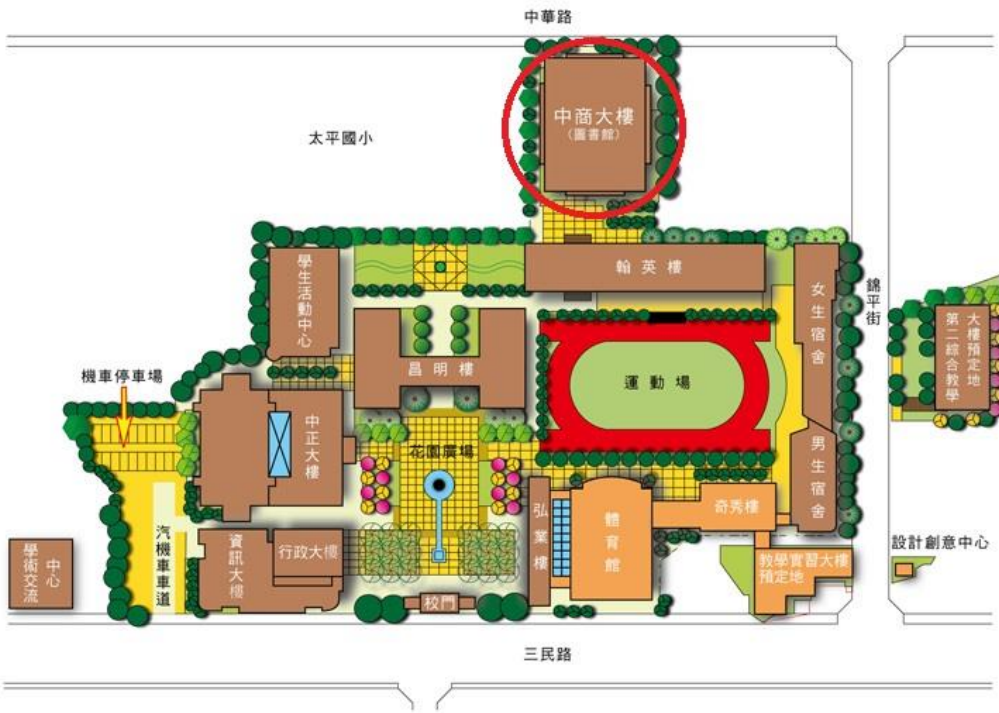 中華路
中商大樓
(圖書館)
太平國小
翰英樓
學生活動中心
女生宿舍
錦平街
大樓預定地
第二綜合教學
昌明樓
運動場
機車停車場
中正大樓
花園廣場
男生宿舍
弘業樓
體育館
奇秀樓
汽機車車道
資訊大樓
行政大樓
設計創意中心
中心
學術交流
教學實習大樓
預定地
校門
三民路